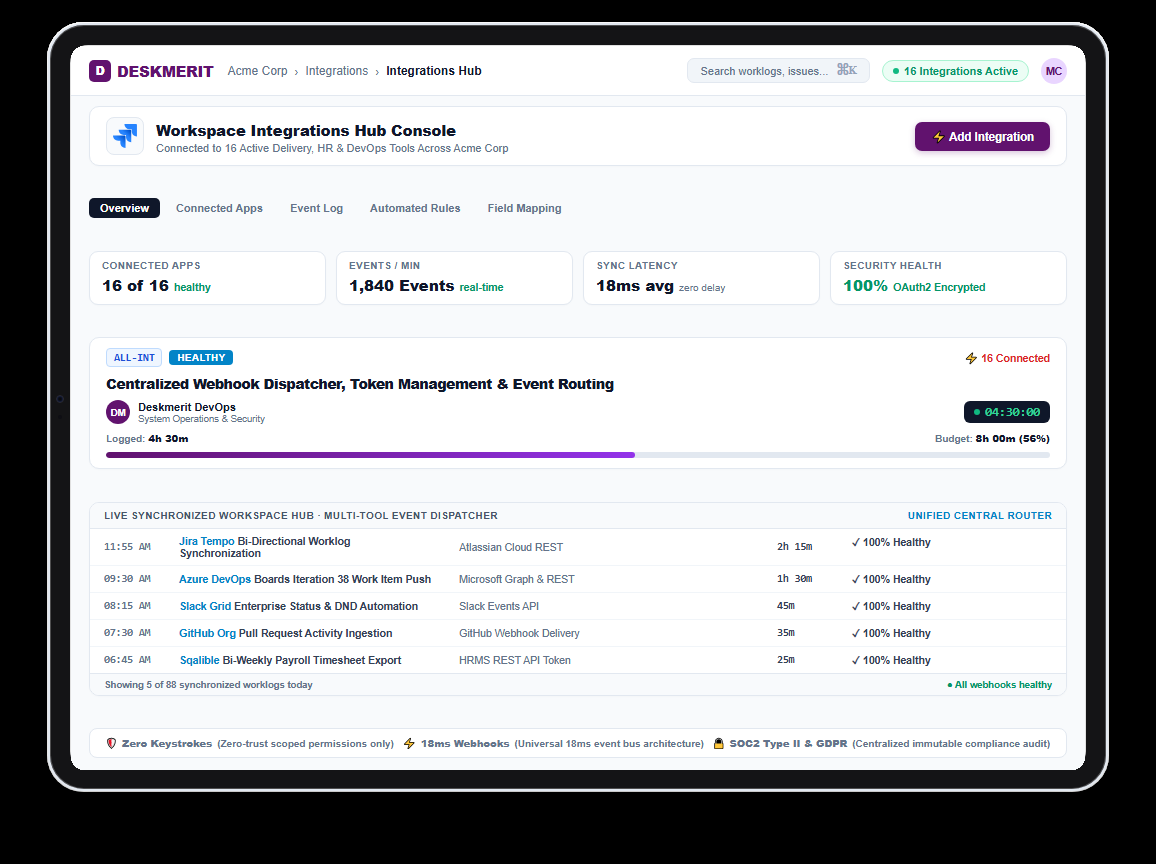 D DESKMERIT Acme Corp › Integrations › Integrations Hub Search worklogs, issues... ⌘K ● 16 Integrations Active MC
Workspace Integrations Hub Console
Connected to 16 Active Delivery, HR & DevOps Tools Across Acme Corp
⚡ Add Integration
Overview Connected Apps Event Log Automated Rules Field Mapping
CONNECTED APPS
16 of 16 healthy
EVENTS / MIN
1,840 Events real-time
SYNC LATENCY
18ms avg zero delay
SECURITY HEALTH
100% OAuth2 Encrypted
ALL-INT HEALTHY ⚡ 16 Connected
Centralized Webhook Dispatcher, Token Management & Event Routing
DM Deskmerit DevOps
System Operations & Security
● 04:30:00
Logged: 4h 30m Budget: 8h 00m (56%)
LIVE SYNCHRONIZED WORKSPACE HUB · MULTI-TOOL EVENT DISPATCHER UNIFIED CENTRAL ROUTER
11:55 AM Jira Tempo Bi-Directional Worklog
Synchronization Atlassian Cloud REST 2h 15m ✓ 100% Healthy
09:30 AM Azure DevOps Boards Iteration 38 Work Item Push Microsoft Graph & REST 1h 30m ✓ 100% Healthy
08:15 AM Slack Grid Enterprise Status & DND Automation Slack Events API 45m ✓ 100% Healthy
07:30 AM GitHub Org Pull Request Activity Ingestion GitHub Webhook Delivery 35m ✓ 100% Healthy
06:45 AM Sqalible Bi-Weekly Payroll Timesheet Export HRMS REST API Token 25m ✓ 100% Healthy
Showing 5 of 88 synchronized worklogs today ● All webhooks healthy
🛡 Zero Keystrokes (Zero-trust scoped permissions only) ⚡ 18ms Webhooks (Universal 18ms event bus architecture) 🔒 SOC2 Type II & GDPR (Centralized immutable compliance audit)